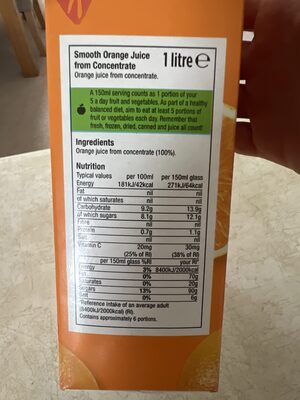 Smooth Orange Juice
from Concentrate
Orange juice from concentrate.
1 litre ℮
A 150ml serving counts as 1 portion of your
5 a day fruit and vegetables. As part of a healthy
balanced diet, aim to eat at least 5 portions of
fruit or vegetables each day. Remember that
fresh, frozen, dried, canned and juice all count!
Ingredients
Orange juice from concentrate (100%).
Nutrition
Typical values per 100ml per 150ml glass
Energy 181kJ/42kcal 271kJ/64kcal
Fat nil nil
of which saturates nil nil
Carbohydrate 9.2g 13.9g
of which sugars 8.1g 12.1g
Fibre nil nil
Protein 0.7g 1.1g
Salt nil nil
Vitamin C 20mg 30mg
(25% of RI) (38% of RI)
per 150ml glass %RI your RI*
Energy 3% 8400kJ/2000kcal
Fat 0% 70g
Saturates 0% 20g
Sugars 13% 90g
Salt 0% 6g
*Reference intake of an average adult
(8400kJ/2000kcal) (RI).
Contains approximately 6 portions.